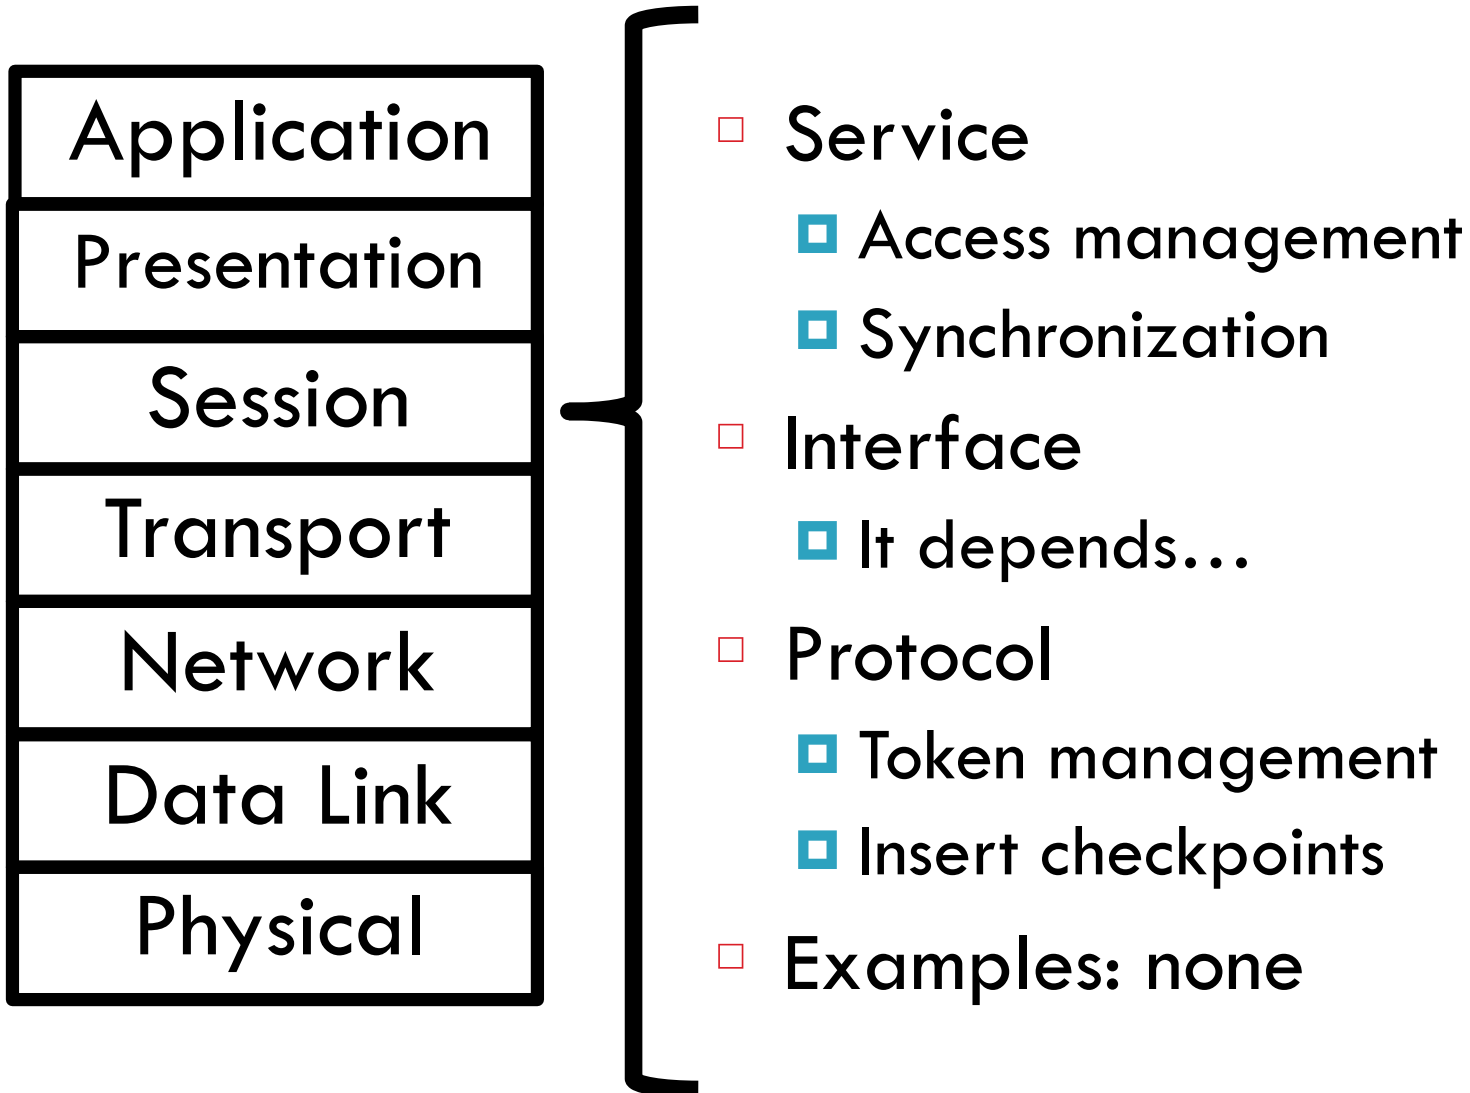 Application
Presentation
Session
Transport
Network
Data Link
Physical
Service
Access management
Synchronization
Interface
It depends…
Protocol
Token management
Insert checkpoints
Examples: none